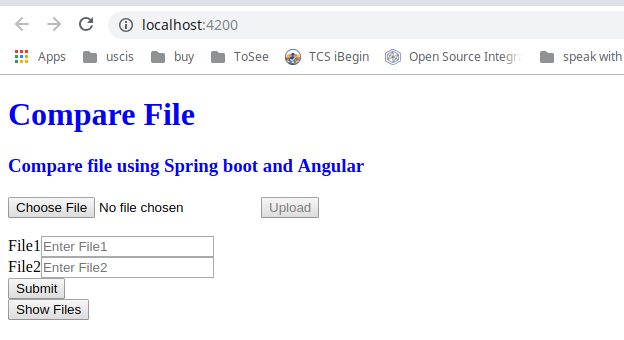 localhost:4200
Apps uscis buy ToSee TCS iBegin Open Source Integra speak with
Compare File
Compare file using Spring boot and Angular
Choose File No file chosen Upload
File1 Enter File1
File2 Enter File2
Submit
Show Files